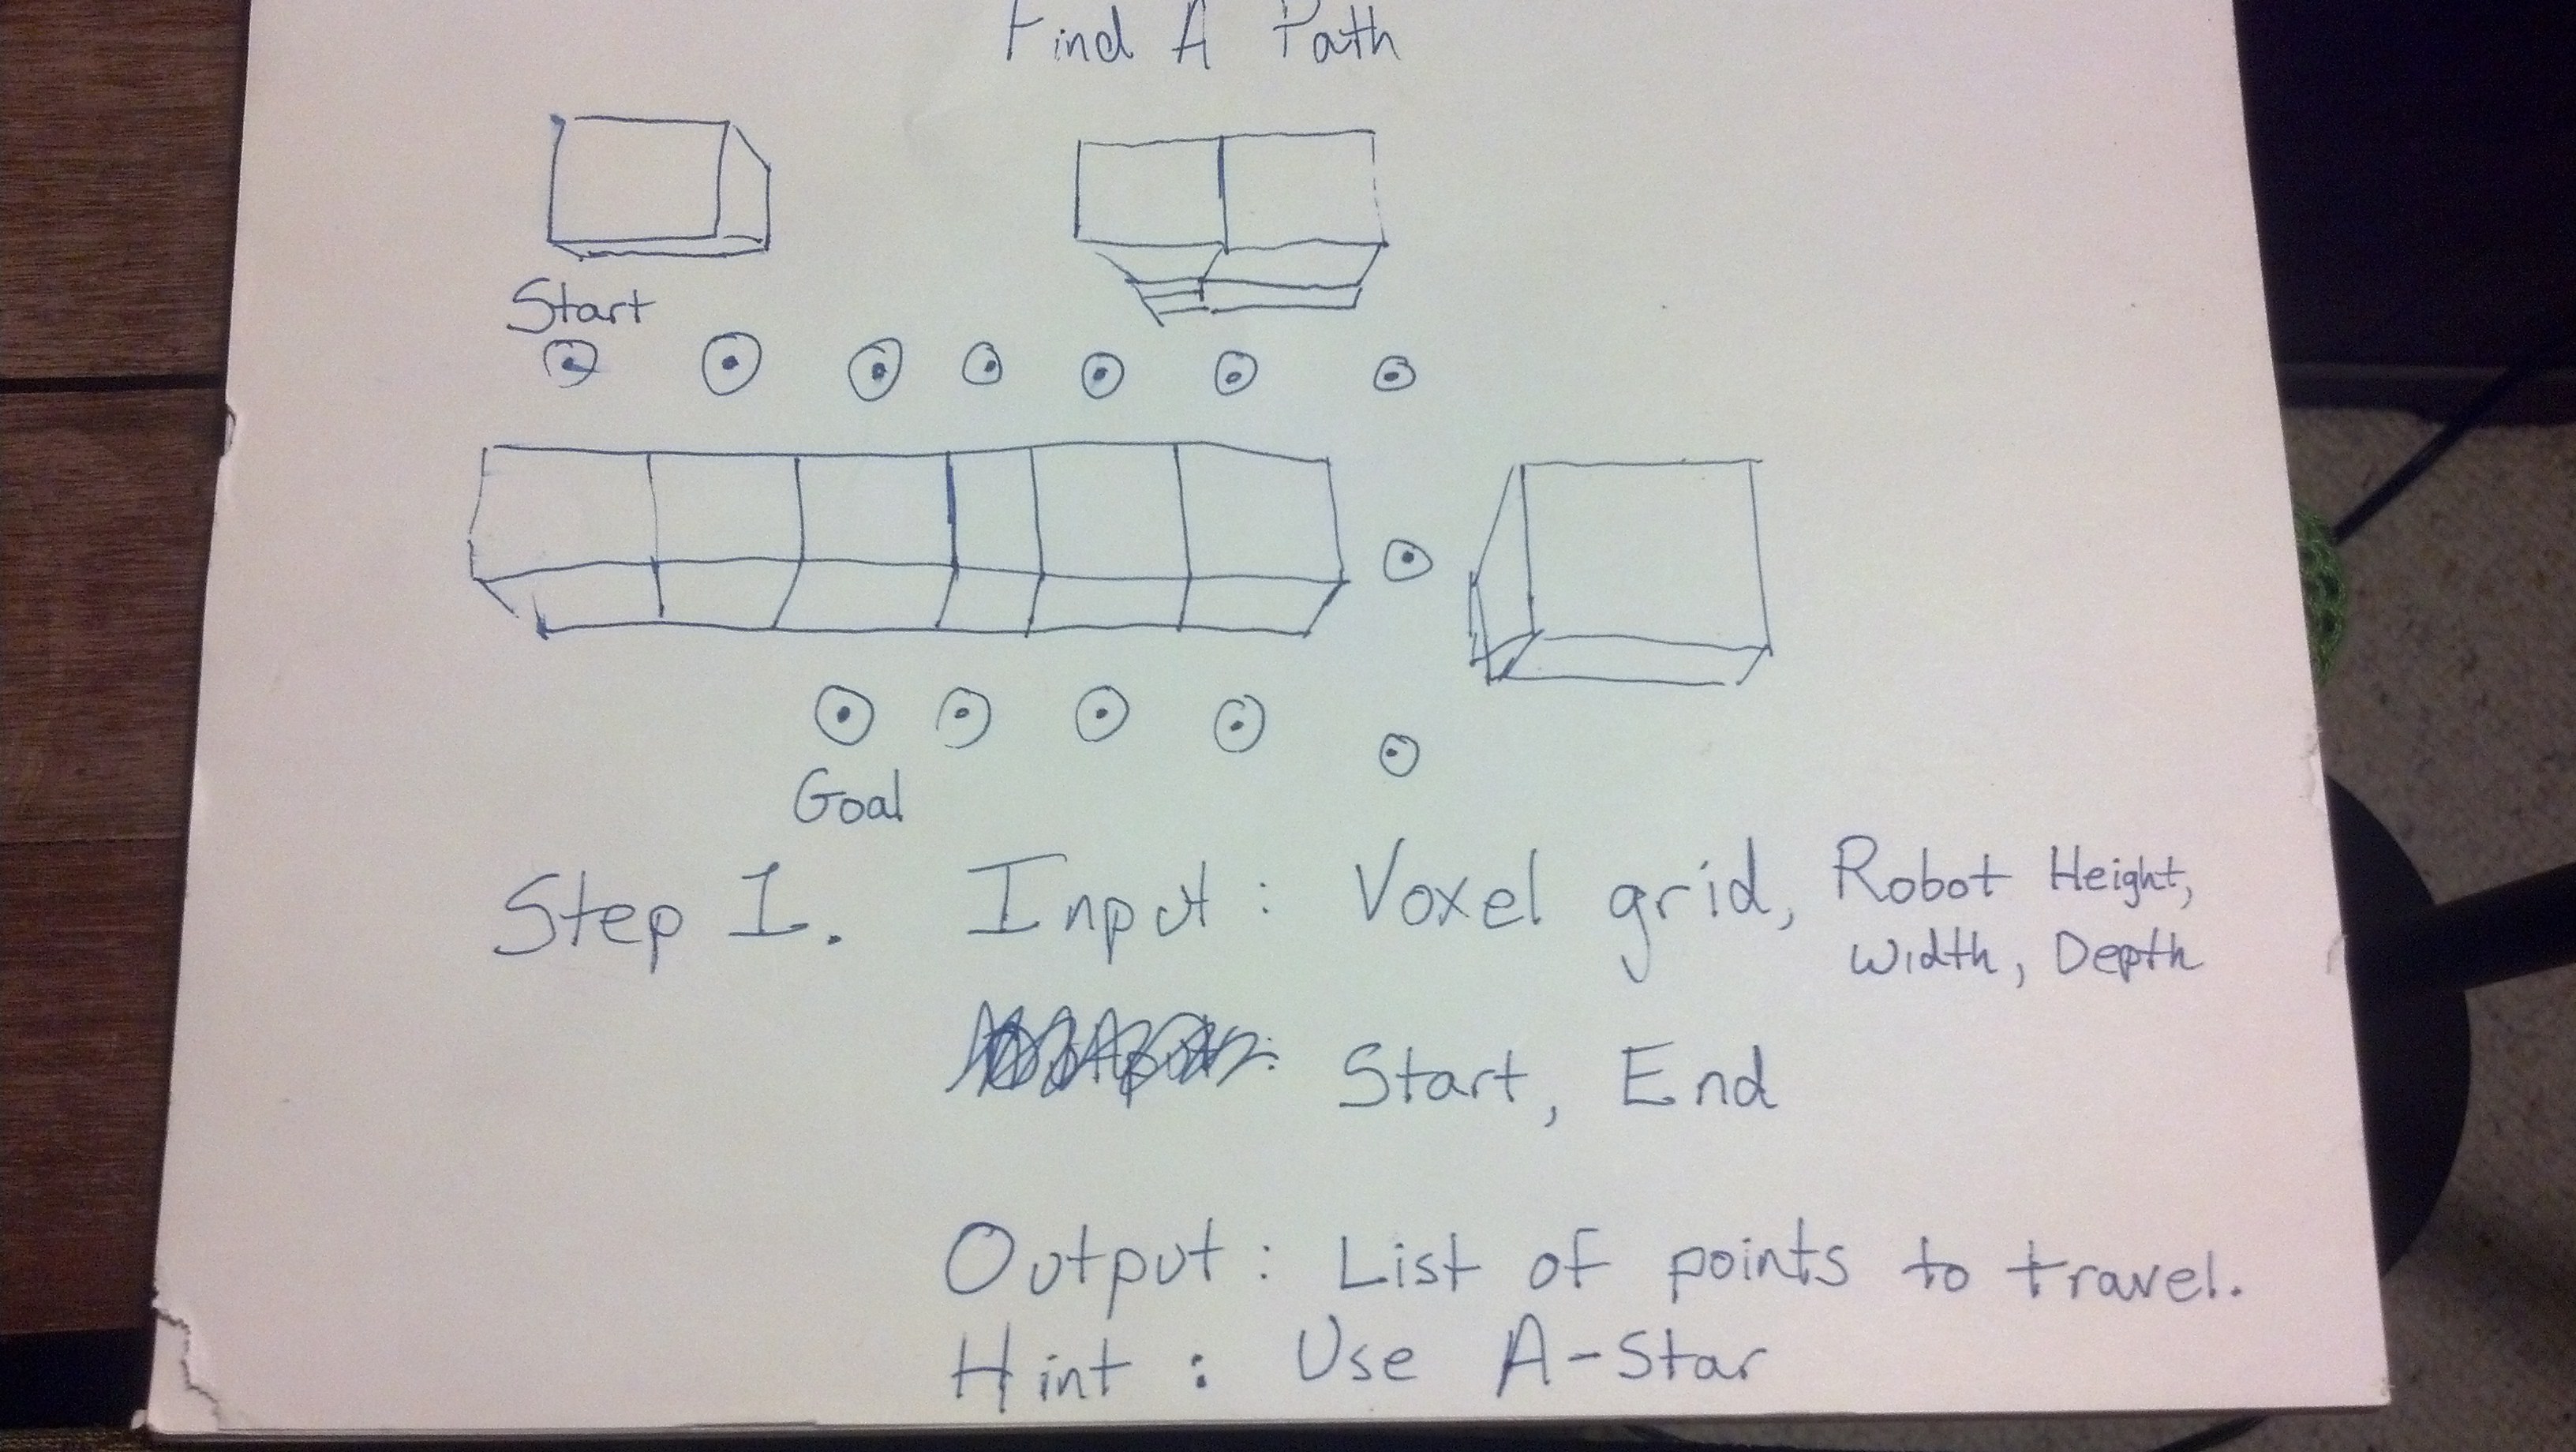 Find A Path
Start
Goal
Step 1. Input: Voxel grid, Robot Height,
Width, Depth
Start, End
Output: List of points to travel.
Hint: Use A-Star